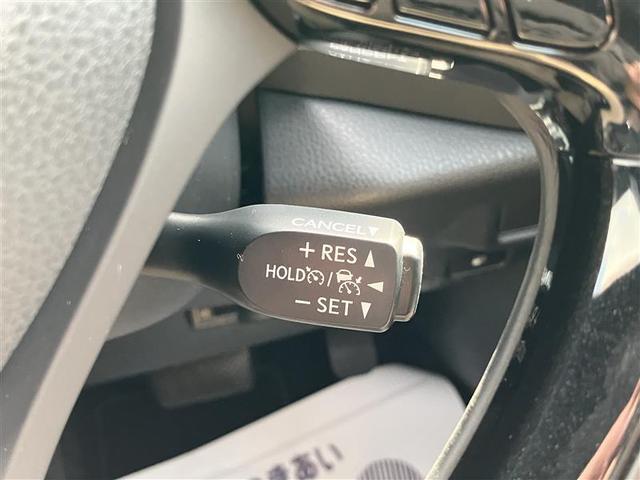 CANCEL▼
+ RES ▲
HOLD / ◀
− SET ▼